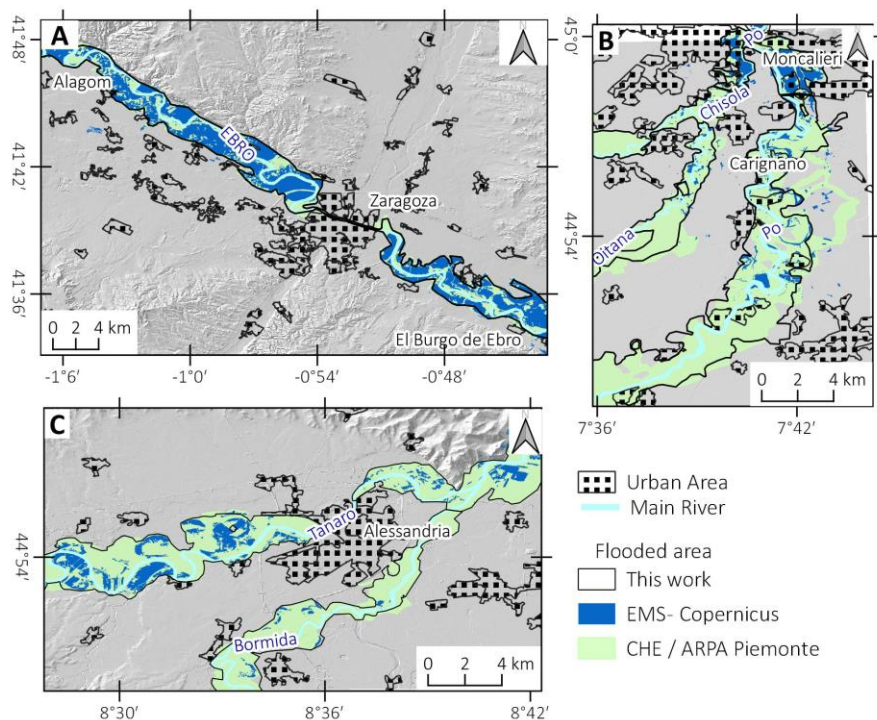 A
41°48'
41°42'
41°36'
Alagom
EBRO
Zaragoza
El Burgo de Ebro
0 2 4 km
-1°6'
-1°0'
-0°54'
-0°48'
B
45°0'
44°54'
Po
Moncalieri
Chisola
Carignano
Oitana
Po
0 2 4 km
7°36'
7°42'
C
N
44°54'
Tanaro
Alessandria
Bormida
0 2 4 km
8°30'
8°36'
8°42'
Urban Area
Main River
Flooded area
This work
EMS- Copernicus
CHE / ARPA Piemonte